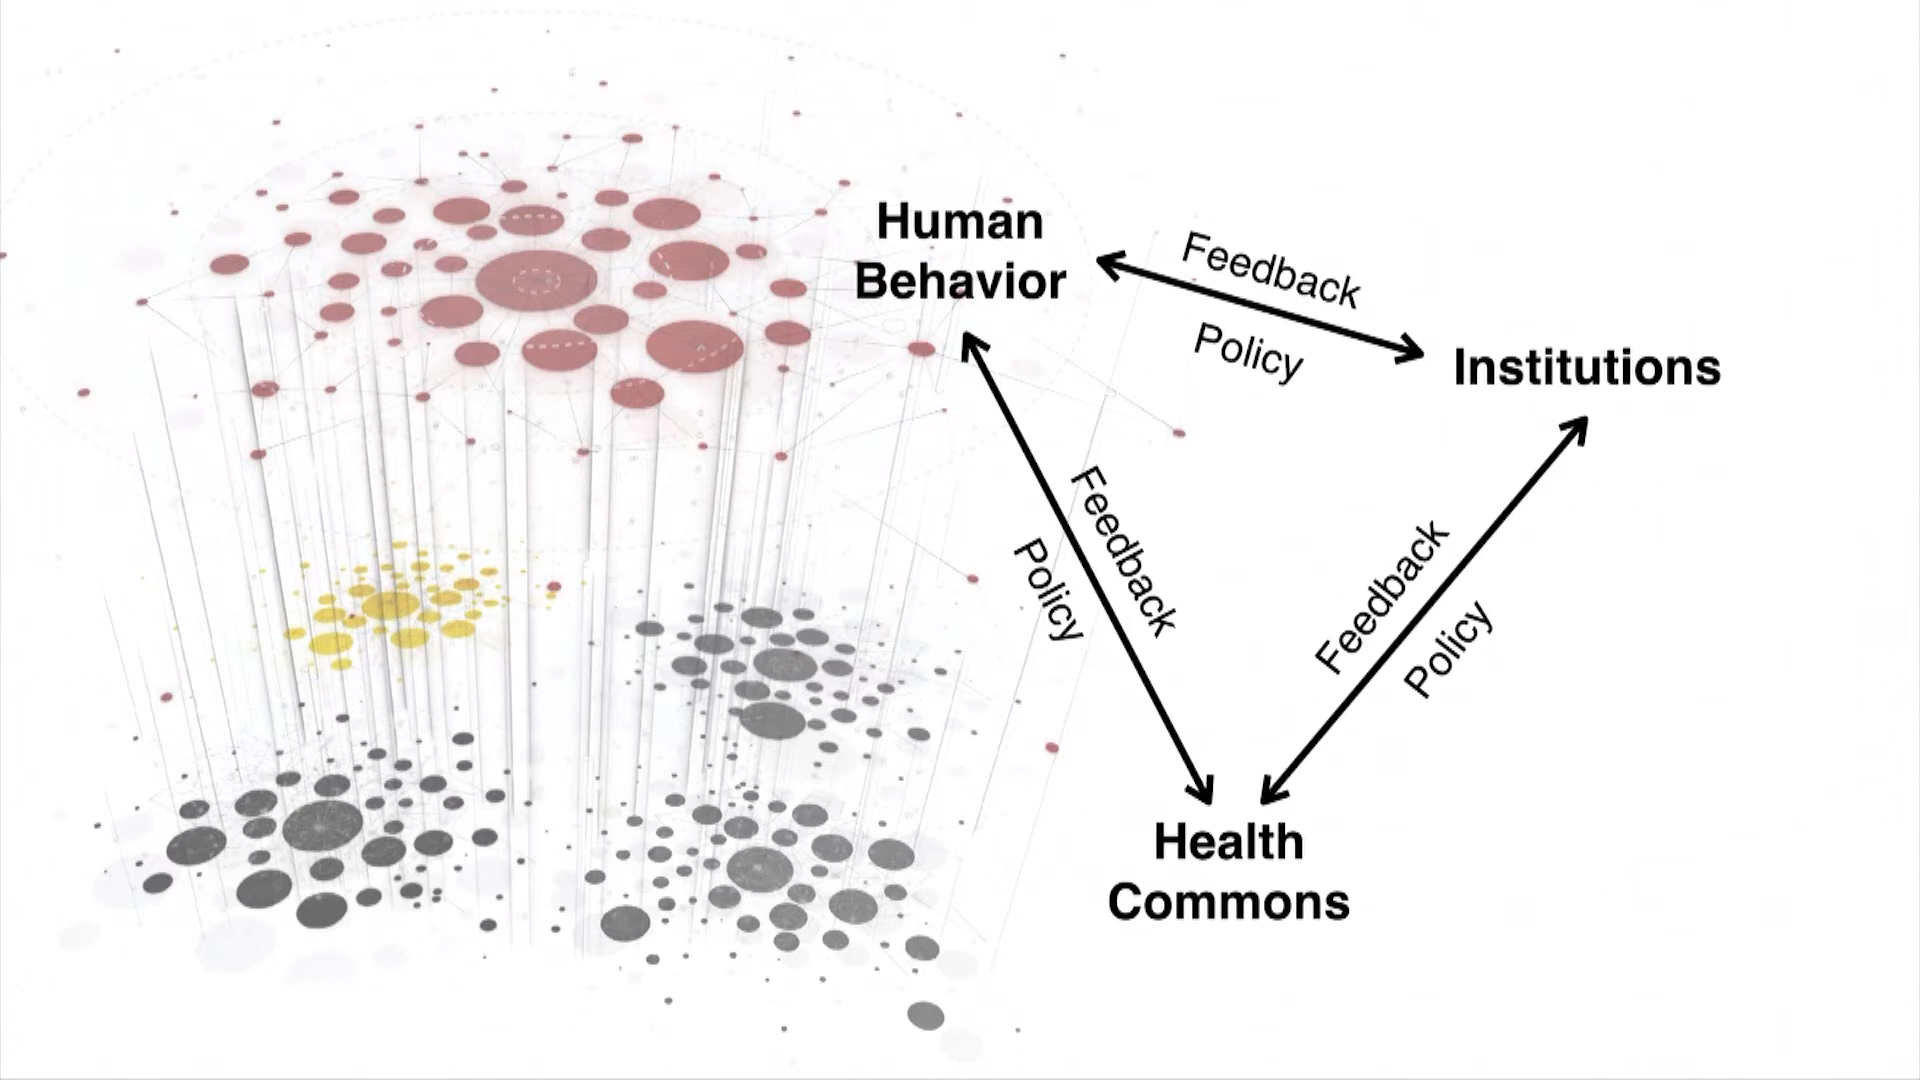 Human
Behavior
Feedback
Policy
Institutions
Feedback
Policy
Feedback
Policy
Health
Commons